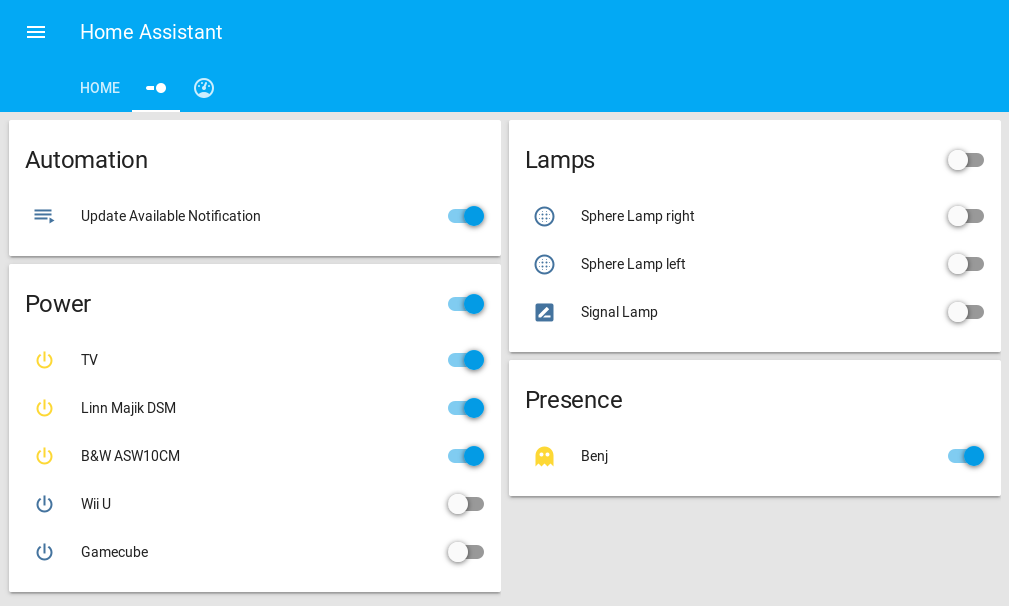 Home Assistant
HOME
Automation
Update Available Notification
Power
TV
Linn Majik DSM
B&W ASW10CM
Wii U
Gamecube
Lamps
Sphere Lamp right
Sphere Lamp left
Signal Lamp
Presence
Benj